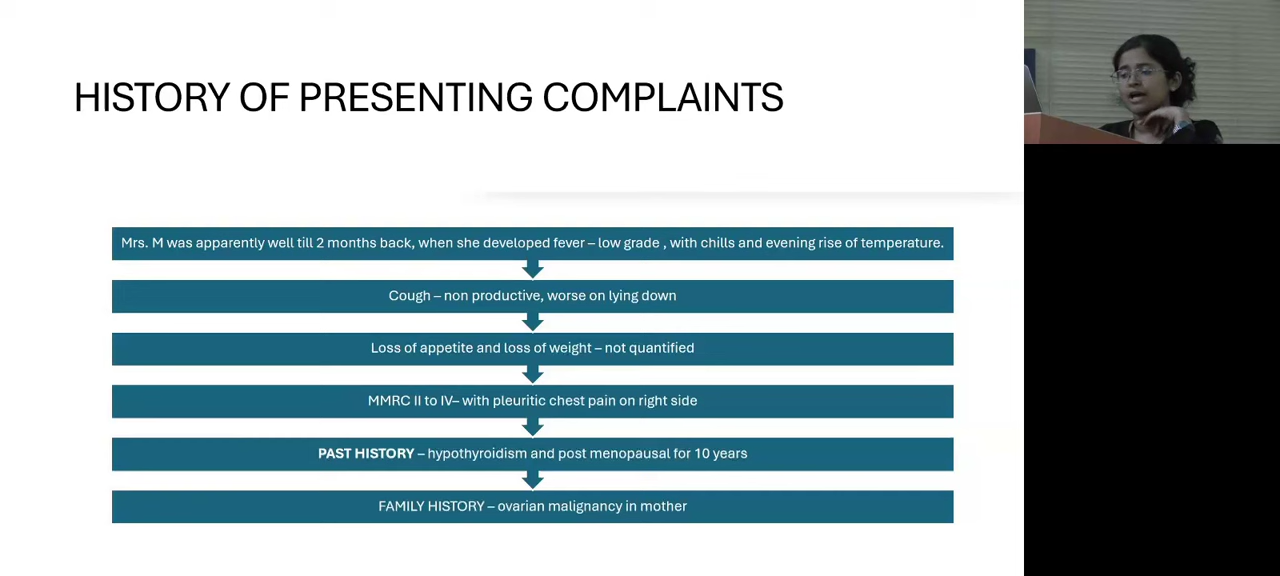 HISTORY OF PRESENTING COMPLAINTS
Mrs. M was apparently well till 2 months back, when she developed fever – low grade , with chills and evening rise of temperature.
Cough – non productive, worse on lying down
Loss of appetite and loss of weight – not quantified
MMRC II to IV– with pleuritic chest pain on right side
PAST HISTORY – hypothyroidism and post menopausal for 10 years
FAMILY HISTORY – ovarian malignancy in mother